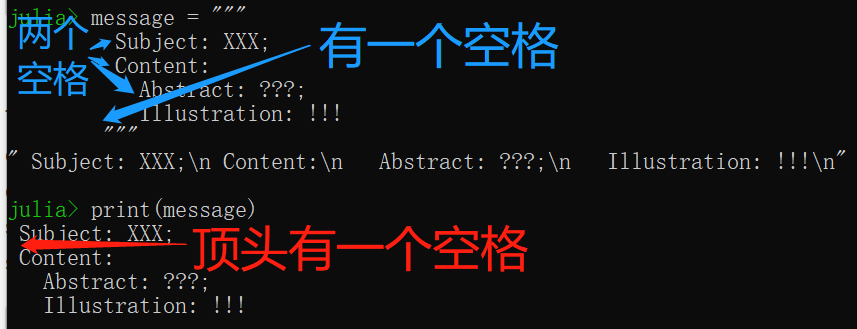 julia> message = """
两个
空格
Subject: XXX;
Content:
Abstract: ???;
Illustration: !!!
"""
有一个空格
" Subject: XXX;\n Content:\n   Abstract: ???;\n   Illustration: !!!\n"
julia> print(message)
Subject: XXX;
Content:
Abstract: ???;
Illustration: !!!
顶头有一个空格